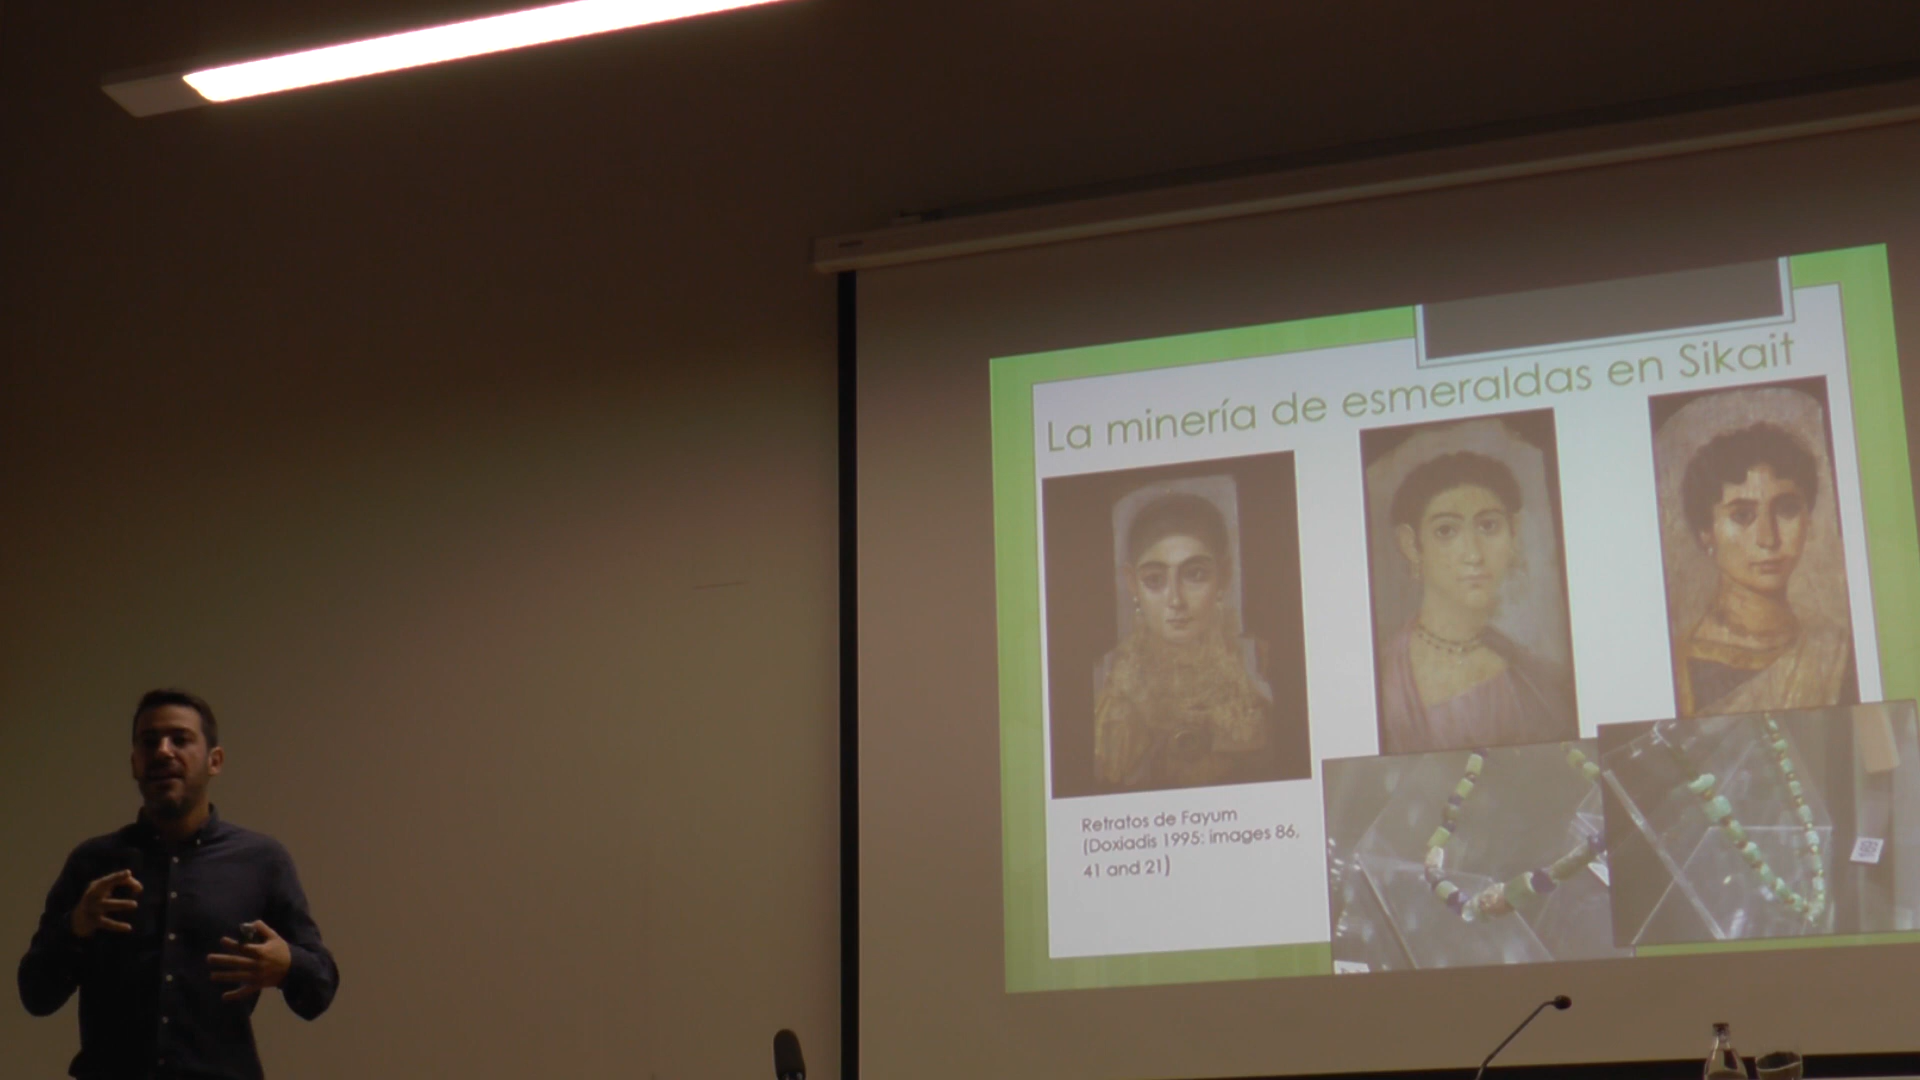 La minería de esmeraldas en Sikait
Retratos de Fayum
(Doxiadis 1995: images 86,
41 and 21)